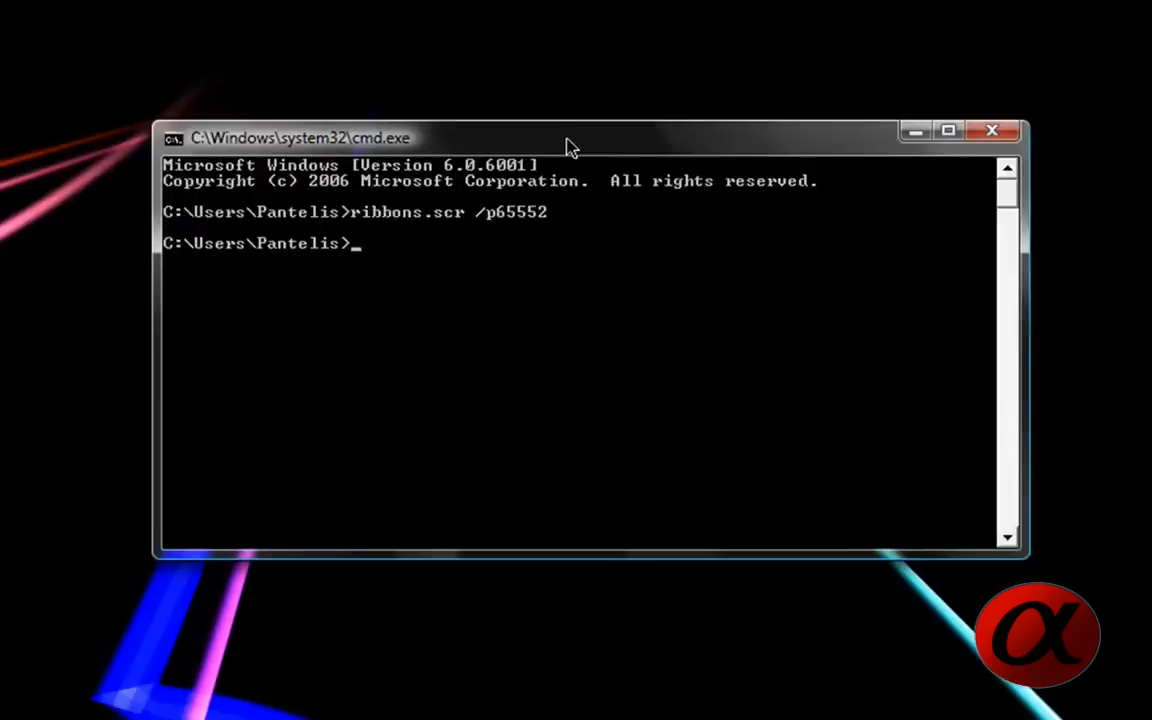 C:\Windows\system32\cmd.exe
Microsoft Windows [Version 6.0.6001]
Copyright (c) 2006 Microsoft Corporation.  All rights reserved.
C:\Users\Pantelis>ribbons.scr /p65552
C:\Users\Pantelis>_
α